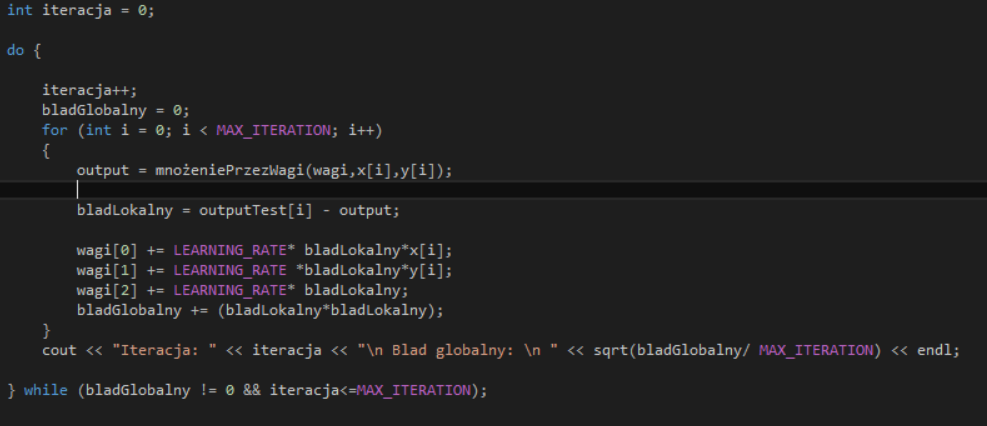 int iteracja = 0;
do {
iteracja++;
bladGlobalny = 0;
for (int i = 0; i < MAX_ITERATION; i++)
{
output = mnożeniePrzezWagi(wagi,x[i],y[i]);
bladLokalny = outputTest[i] - output;
wagi[0] += LEARNING_RATE* bladLokalny*x[i];
wagi[1] += LEARNING_RATE *bladLokalny*y[i];
wagi[2] += LEARNING_RATE* bladLokalny;
bladGlobalny += (bladLokalny*bladLokalny);
}
cout << "Iteracja: " << iteracja << "\n Blad globalny: \n " << sqrt(bladGlobalny/ MAX_ITERATION) << endl;
} while (bladGlobalny != 0 && iteracja<=MAX_ITERATION);